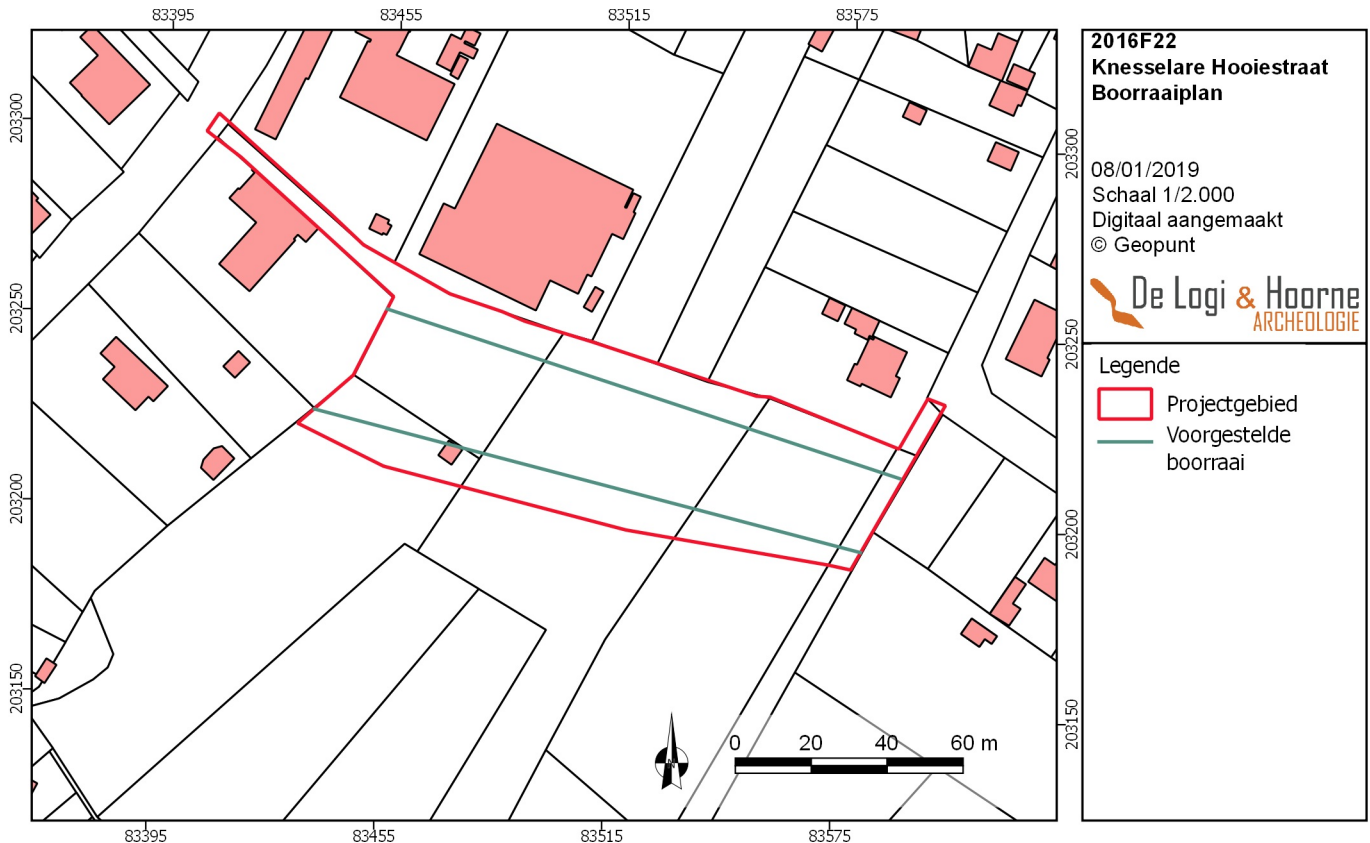 83395 83455 83515 83575
203300
203250
203200
203150
203300
203250
203200
203150
0 20 40 60 m
N
83395 83455 83515 83575
2016F22
Knesselare Hooiestraat
Boorraaiplan
08/01/2019
Schaal 1/2.000
Digitaal aangemaakt
© Geopunt
De Logi & Hoorne
ARCHEOLOGIE
Legende
Projectgebied
Voorgestelde
boorraai